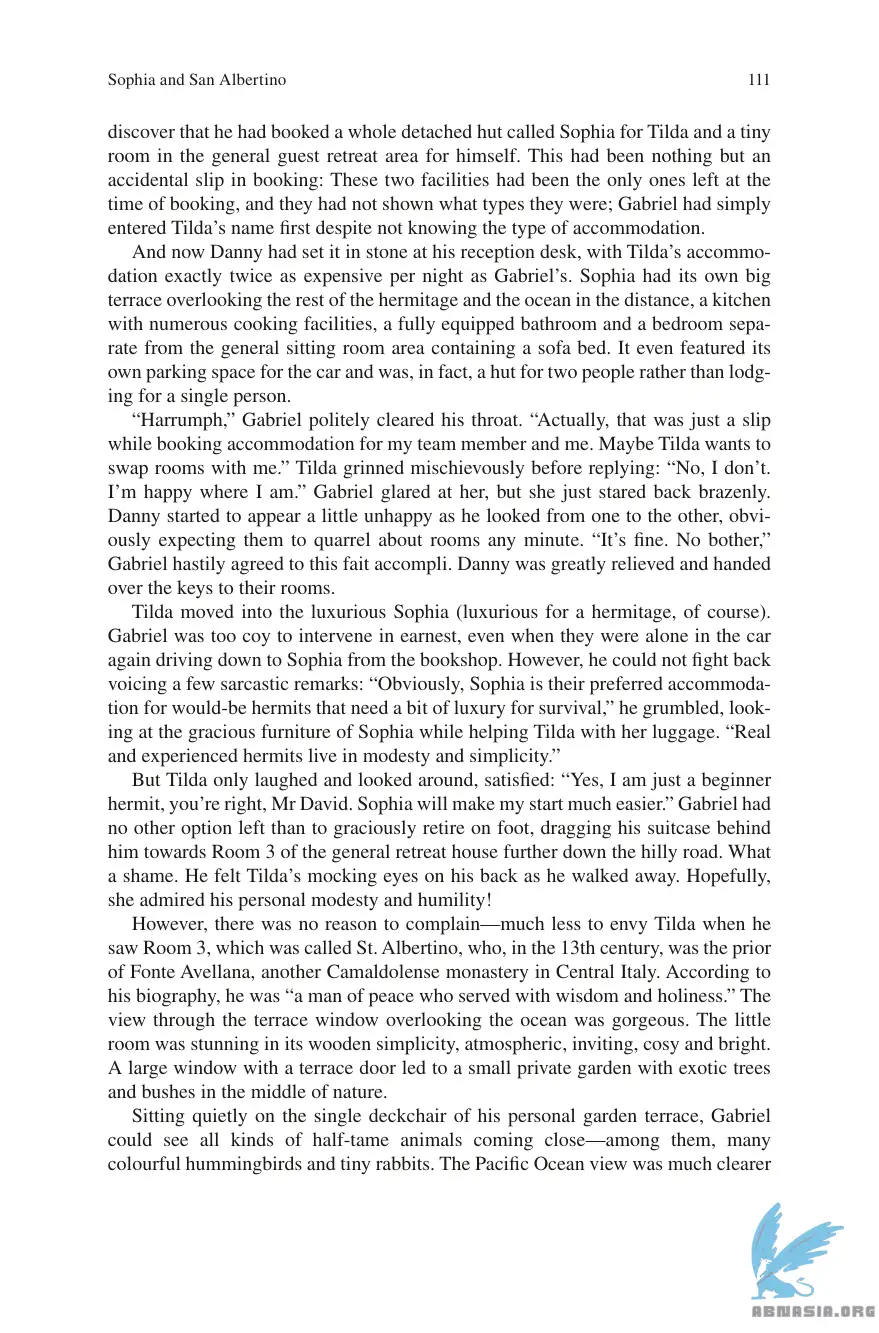 Sophia and San Albertino 111
discover that he had booked a whole detached hut called Sophia for Tilda and a tiny
room in the general guest retreat area for himself. This had been nothing but an
accidental slip in booking: These two facilities had been the only ones left at the
time of booking, and they had not shown what types they were; Gabriel had simply
entered Tilda’s name first despite not knowing the type of accommodation.
And now Danny had set it in stone at his reception desk, with Tilda’s accommo-
dation exactly twice as expensive per night as Gabriel’s. Sophia had its own big
terrace overlooking the rest of the hermitage and the ocean in the distance, a kitchen
with numerous cooking facilities, a fully equipped bathroom and a bedroom sepa-
rate from the general sitting room area containing a sofa bed. It even featured its
own parking space for the car and was, in fact, a hut for two people rather than lodg-
ing for a single person.
“Harrumph,” Gabriel politely cleared his throat. “Actually, that was just a slip
while booking accommodation for my team member and me. Maybe Tilda wants to
swap rooms with me.” Tilda grinned mischievously before replying: “No, I don’t.
I’m happy where I am.” Gabriel glared at her, but she just stared back brazenly.
Danny started to appear a little unhappy as he looked from one to the other, obvi-
ously expecting them to quarrel about rooms any minute. “It’s fine. No bother,”
Gabriel hastily agreed to this fait accompli. Danny was greatly relieved and handed
over the keys to their rooms.
Tilda moved into the luxurious Sophia (luxurious for a hermitage, of course).
Gabriel was too coy to intervene in earnest, even when they were alone in the car
again driving down to Sophia from the bookshop. However, he could not fight back
voicing a few sarcastic remarks: “Obviously, Sophia is their preferred accommoda-
tion for would-be hermits that need a bit of luxury for survival,” he grumbled, look-
ing at the gracious furniture of Sophia while helping Tilda with her luggage. “Real
and experienced hermits live in modesty and simplicity.”
But Tilda only laughed and looked around, satisfied: “Yes, I am just a beginner
hermit, you’re right, Mr David. Sophia will make my start much easier.” Gabriel had
no other option left than to graciously retire on foot, dragging his suitcase behind
him towards Room 3 of the general retreat house further down the hilly road. What
a shame. He felt Tilda’s mocking eyes on his back as he walked away. Hopefully,
she admired his personal modesty and humility!
However, there was no reason to complain—much less to envy Tilda when he
saw Room 3, which was called St. Albertino, who, in the 13th century, was the prior
of Fonte Avellana, another Camaldolense monastery in Central Italy. According to
his biography, he was “a man of peace who served with wisdom and holiness.” The
view through the terrace window overlooking the ocean was gorgeous. The little
room was stunning in its wooden simplicity, atmospheric, inviting, cosy and bright.
A large window with a terrace door led to a small private garden with exotic trees
and bushes in the middle of nature.
Sitting quietly on the single deckchair of his personal garden terrace, Gabriel
could see all kinds of half-tame animals coming close—among them, many
colourful hummingbirds and tiny rabbits. The Pacific Ocean view was much clearer
ABNASIA.ORG